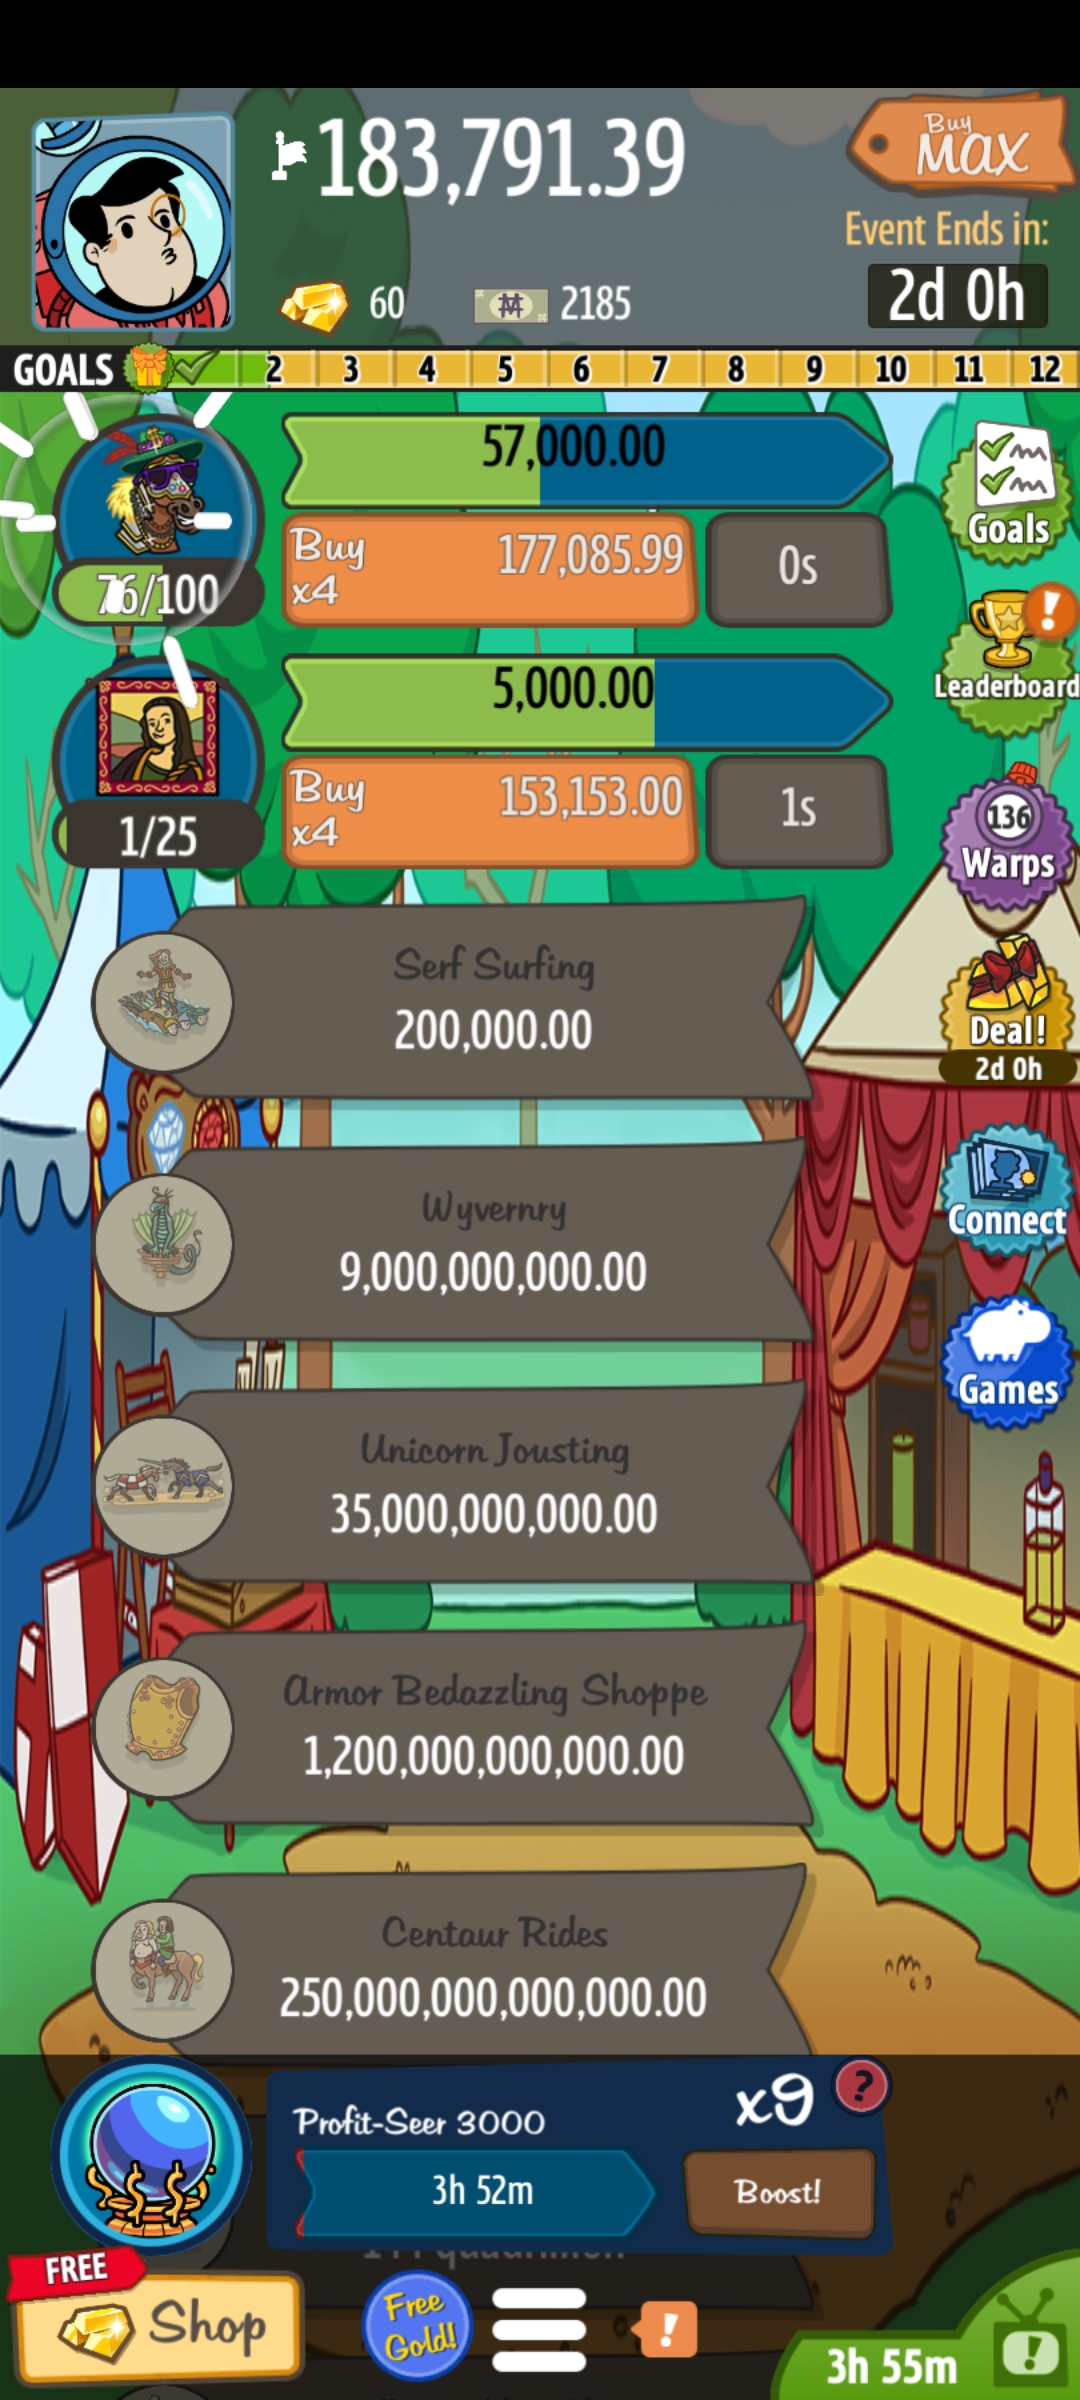 183,791.39
Buy
MAX
Event Ends in:
60
2185
2d 0h
GOALS 2 3 4 5 6 7 8 9 10 11 12
57,000.00
Buy
x4
177,085.99
0s
76/100
Goals
5,000.00
Buy
x4
153,153.00
1s
1/25
Leaderboard
136
Warps
Serf Surfing
200,000.00
Deal!
2d 0h
Wyvernry
9,000,000,000.00
Connect
Unicorn Jousting
35,000,000,000.00
Games
Armor Bedazzling Shoppe
1,200,000,000,000.00
Centaur Rides
250,000,000,000,000.00
Profit-Seer 3000
x9
?
3h 52m
Boost!
FREE
Shop
Free
Gold!
!
3h 55m
!